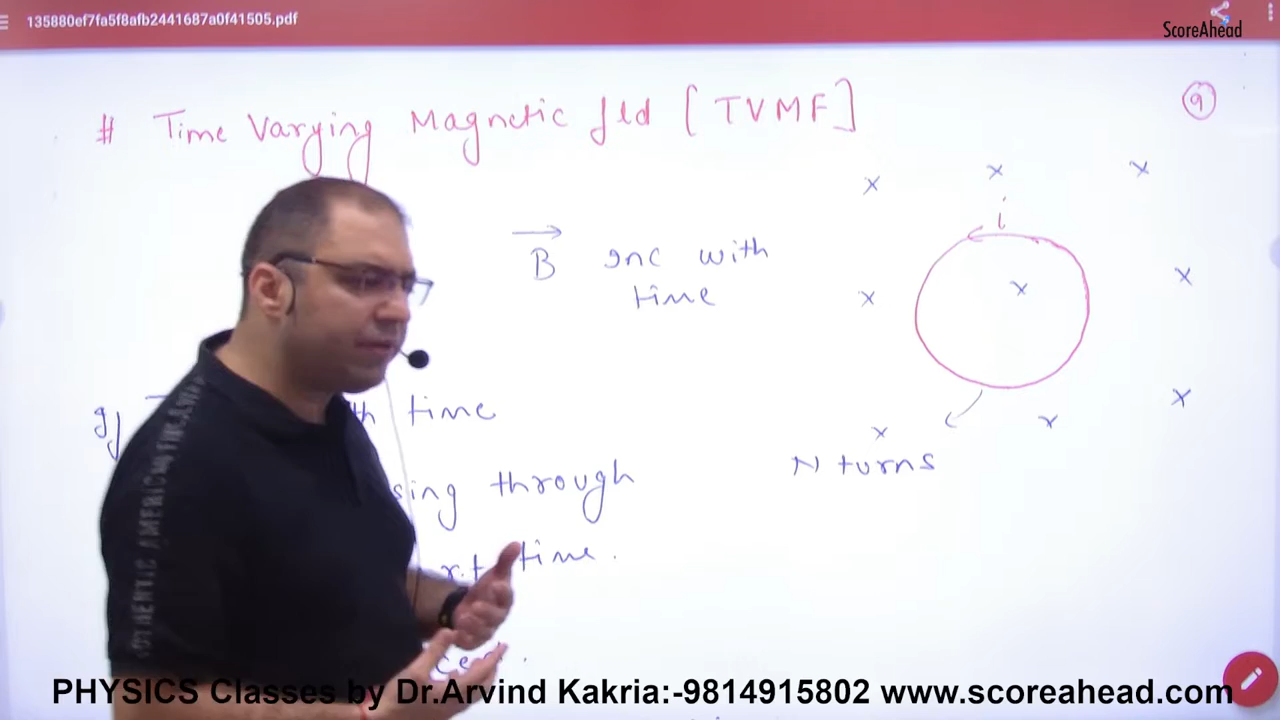 135880ef7fa5f8afb2441687a0f41505.pdf
ScoreAhead
# Time Varying Magnetic fld [TVMF]
9
i
B inc with
time
time
through
N turns
time.
PHYSICS Classes by Dr.Arvind Kakria:-9814915802 www.scoreahead.com